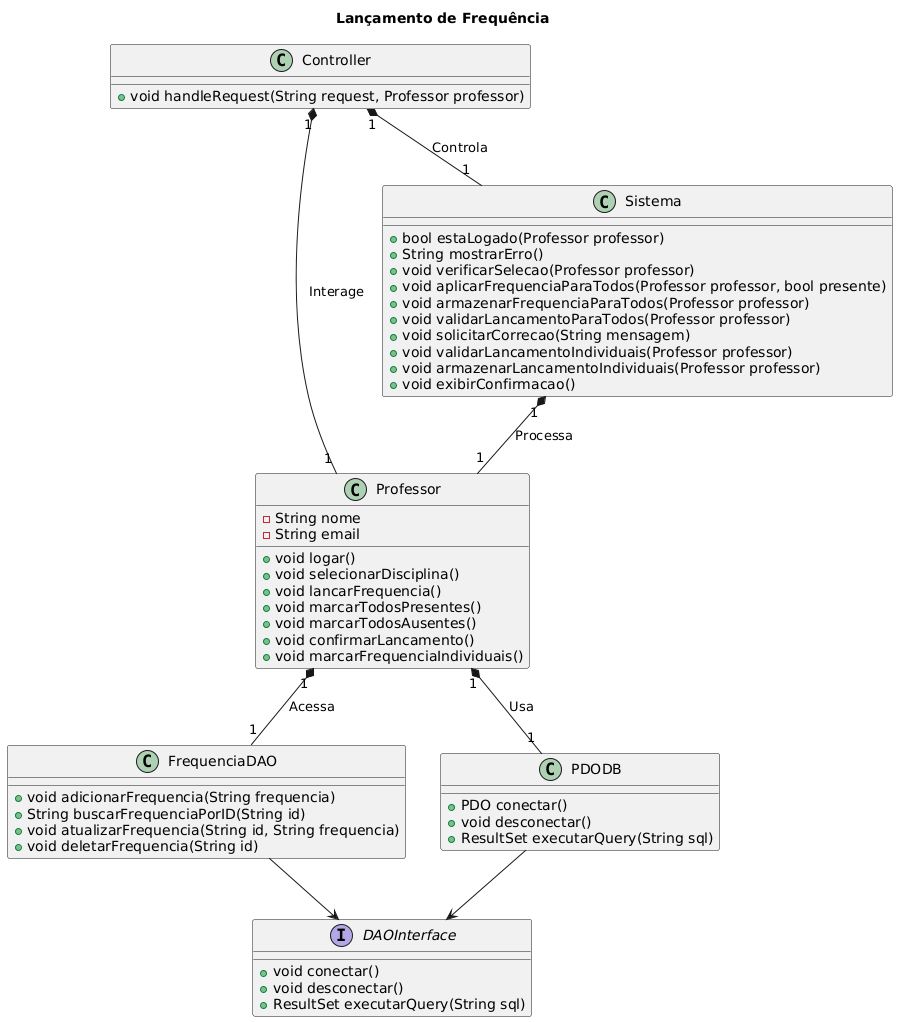 Lançamento de Frequência
C Controller
void handleRequest(String request, Professor professor)
1
1
Controla
1
C Sistema
bool estaLogado(Professor professor)
String mostrarErro()
void verificarSelecao(Professor professor)
void aplicarFrequenciaParaTodos(Professor professor, bool presente)
void armazenarFrequenciaParaTodos(Professor professor)
void validarLancamentoParaTodos(Professor professor)
void solicitarCorrecao(String mensagem)
void validarLancamentoIndividuais(Professor professor)
void armazenarLancamentoIndividuais(Professor professor)
void exibirConfirmacao()
Interage
1
Processa
1
1
C Professor
String nome
String email
void logar()
void selecionarDisciplina()
void lancarFrequencia()
void marcarTodosPresentes()
void marcarTodosAusentes()
void confirmarLancamento()
void marcarFrequenciaIndividuais()
1
1
Acessa
Usa
1
1
C FrequenciaDAO
void adicionarFrequencia(String frequencia)
String buscarFrequenciaPorID(String id)
void atualizarFrequencia(String id, String frequencia)
void deletarFrequencia(String id)
C PDODB
PDO conectar()
void desconectar()
ResultSet executarQuery(String sql)
I DAOInterface
void conectar()
void desconectar()
ResultSet executarQuery(String sql)